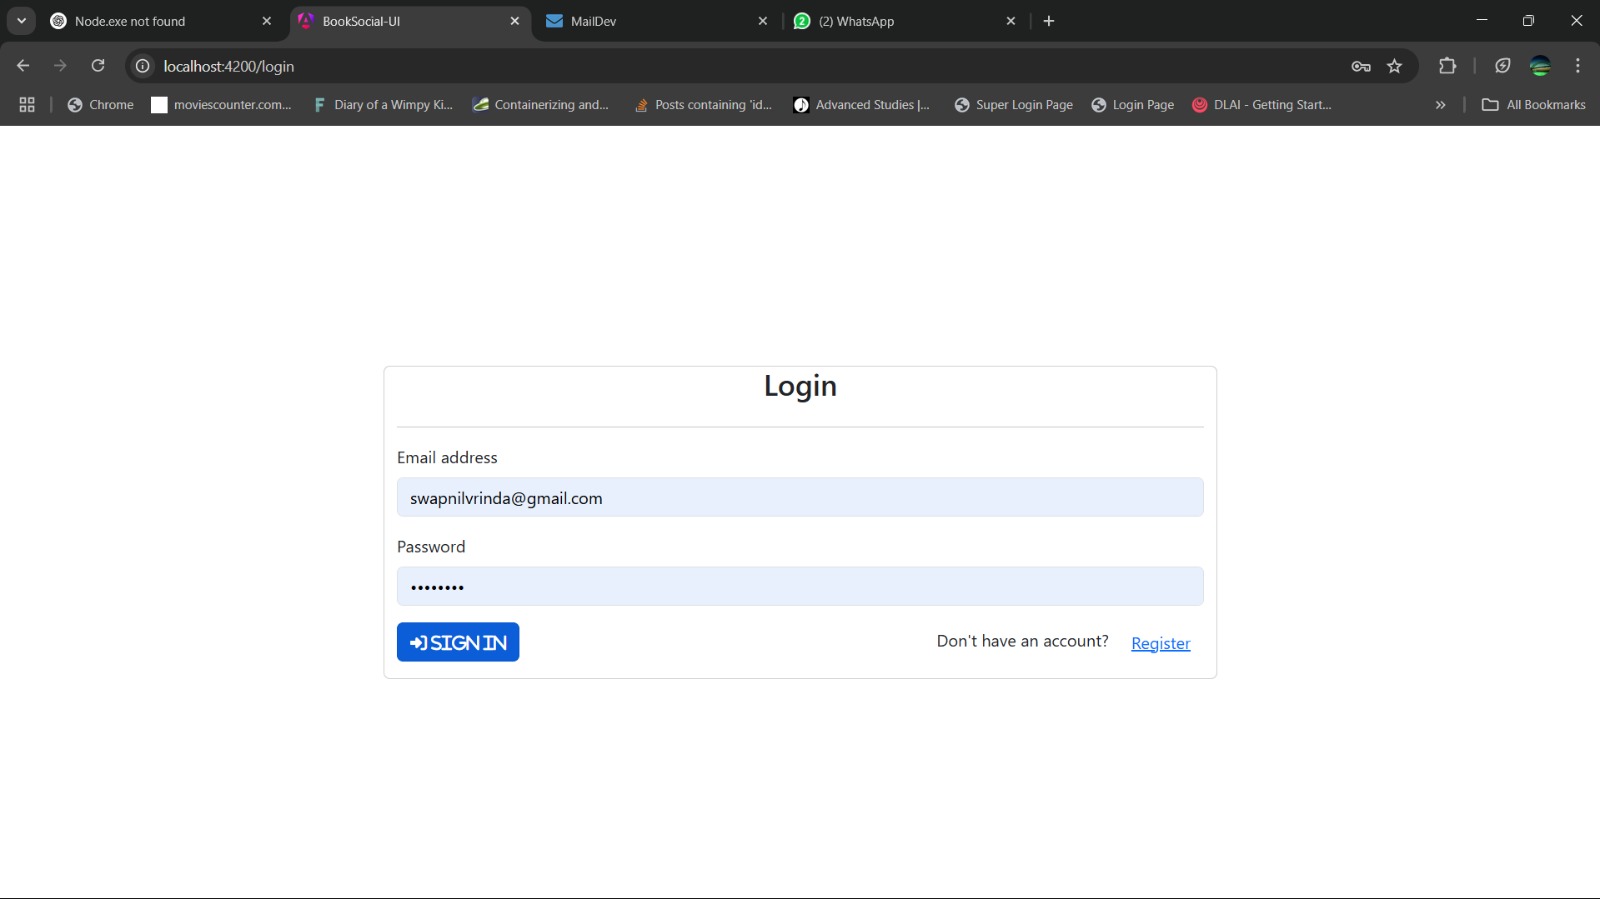 Node.exe not found
BookSocial-UI
MailDev
2
(2) WhatsApp
localhost:4200/login
Chrome
moviescounter.com...
F
Diary of a Wimpy Ki...
Containerizing and...
Posts containing 'id...
Advanced Studies |...
Super Login Page
Login Page
DLAI - Getting Start...
All Bookmarks
Login
Email address
swapnilvrinda@gmail.com
Password
••••••••
SIGN IN
Don't have an account?
Register